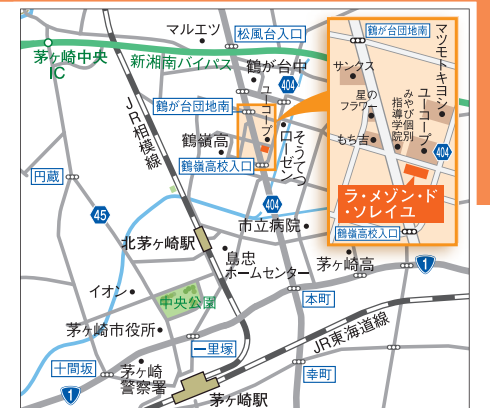 マルエツ
松風台入口
茅ヶ崎中央
IC
新湘南バイパス
鶴が台中
404
鶴が台団地南
ユーコープ
JR相模線
鶴嶺高
そうてつ
ローゼン
鶴嶺高校入口
円蔵
45
404
市立病院
北茅ヶ崎駅
島忠
ホームセンター
茅ヶ崎高
1
イオン
中央公園
本町
茅ヶ崎市役所
一里塚
JR東海道線
十間坂
茅ヶ崎
警察署
幸町
1
茅ヶ崎駅
鶴が台団地南
マツモトキヨシ
サンクス
星の
フラワー
みやび個別
指導学院
ユーコープ
もち吉
404
ラ・メゾン・ド
・ソレイユ
鶴嶺高校入口